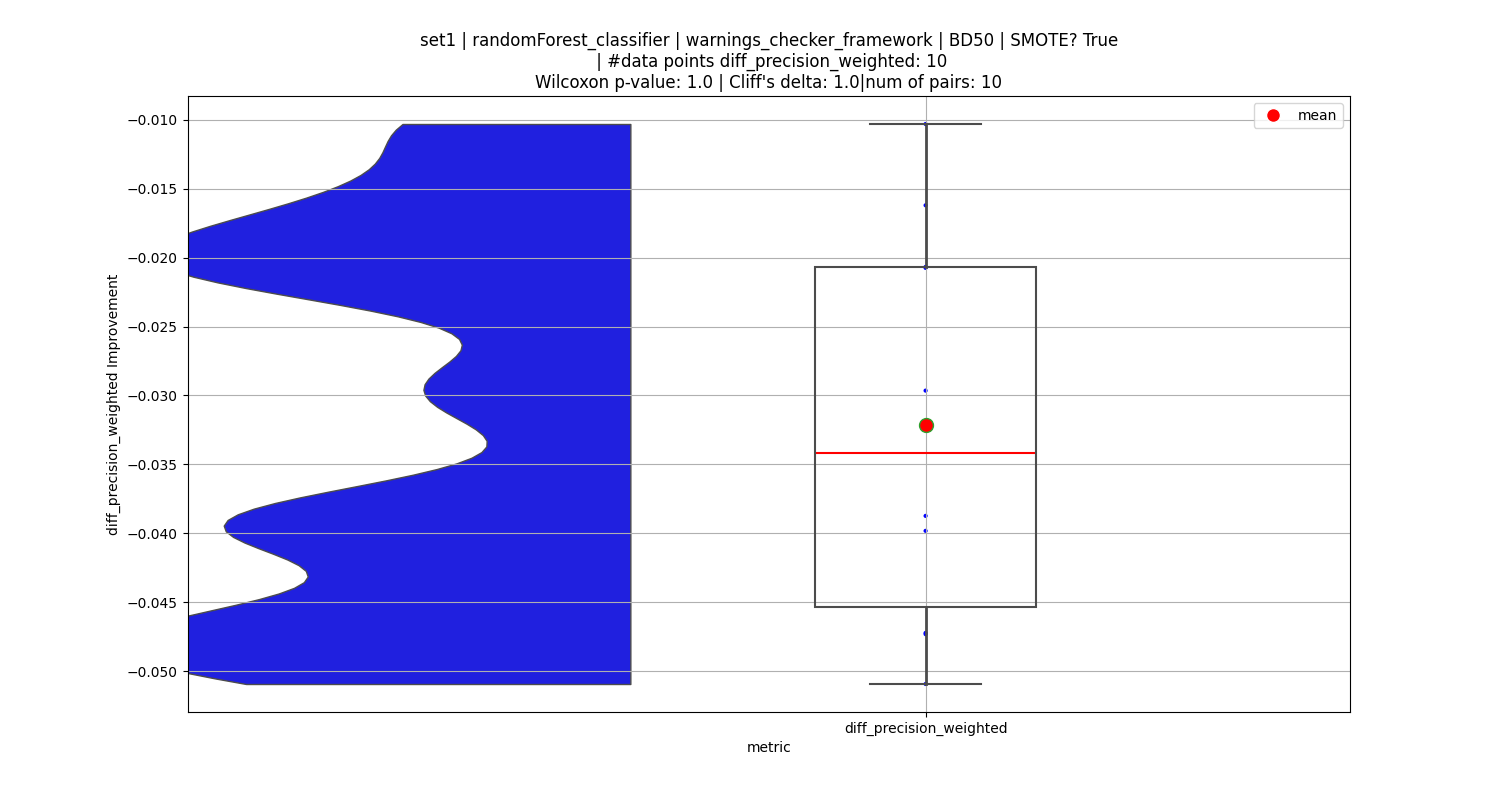 set1 | randomForest_classifier | warnings_checker_framework | BD50 | SMOTE? True
| #data points diff_precision_weighted: 10
Wilcoxon p-value: 1.0 | Cliff's delta: 1.0|num of pairs: 10
mean
−0.010
−0.015
−0.020
−0.025
−0.030
−0.035
−0.040
−0.045
−0.050
diff_precision_weighted Improvement
diff_precision_weighted
metric